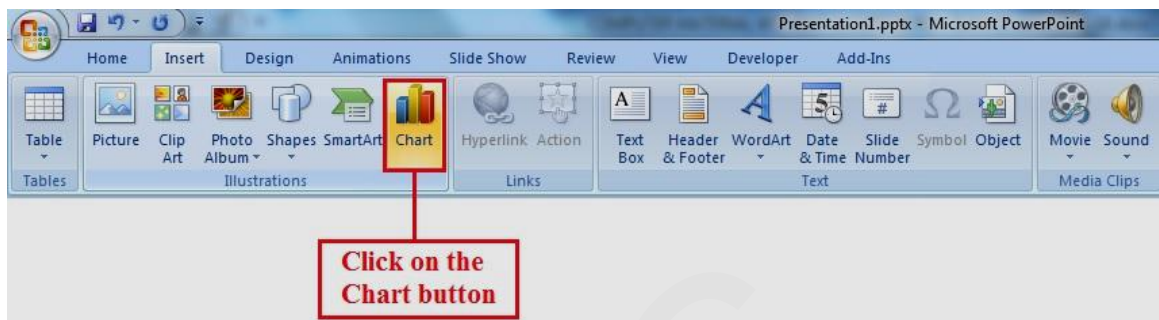 Presentation1.pptx - Microsoft PowerPoint
Home Insert Design Animations Slide Show Review View Developer Add-Ins
Table Picture Clip Art Photo Album Shapes SmartArt Chart Hyperlink Action Text Box Header & Footer WordArt Date & Time Slide Number Symbol Object Movie Sound
Tables Illustrations Links Text Media Clips
Click on the
Chart button